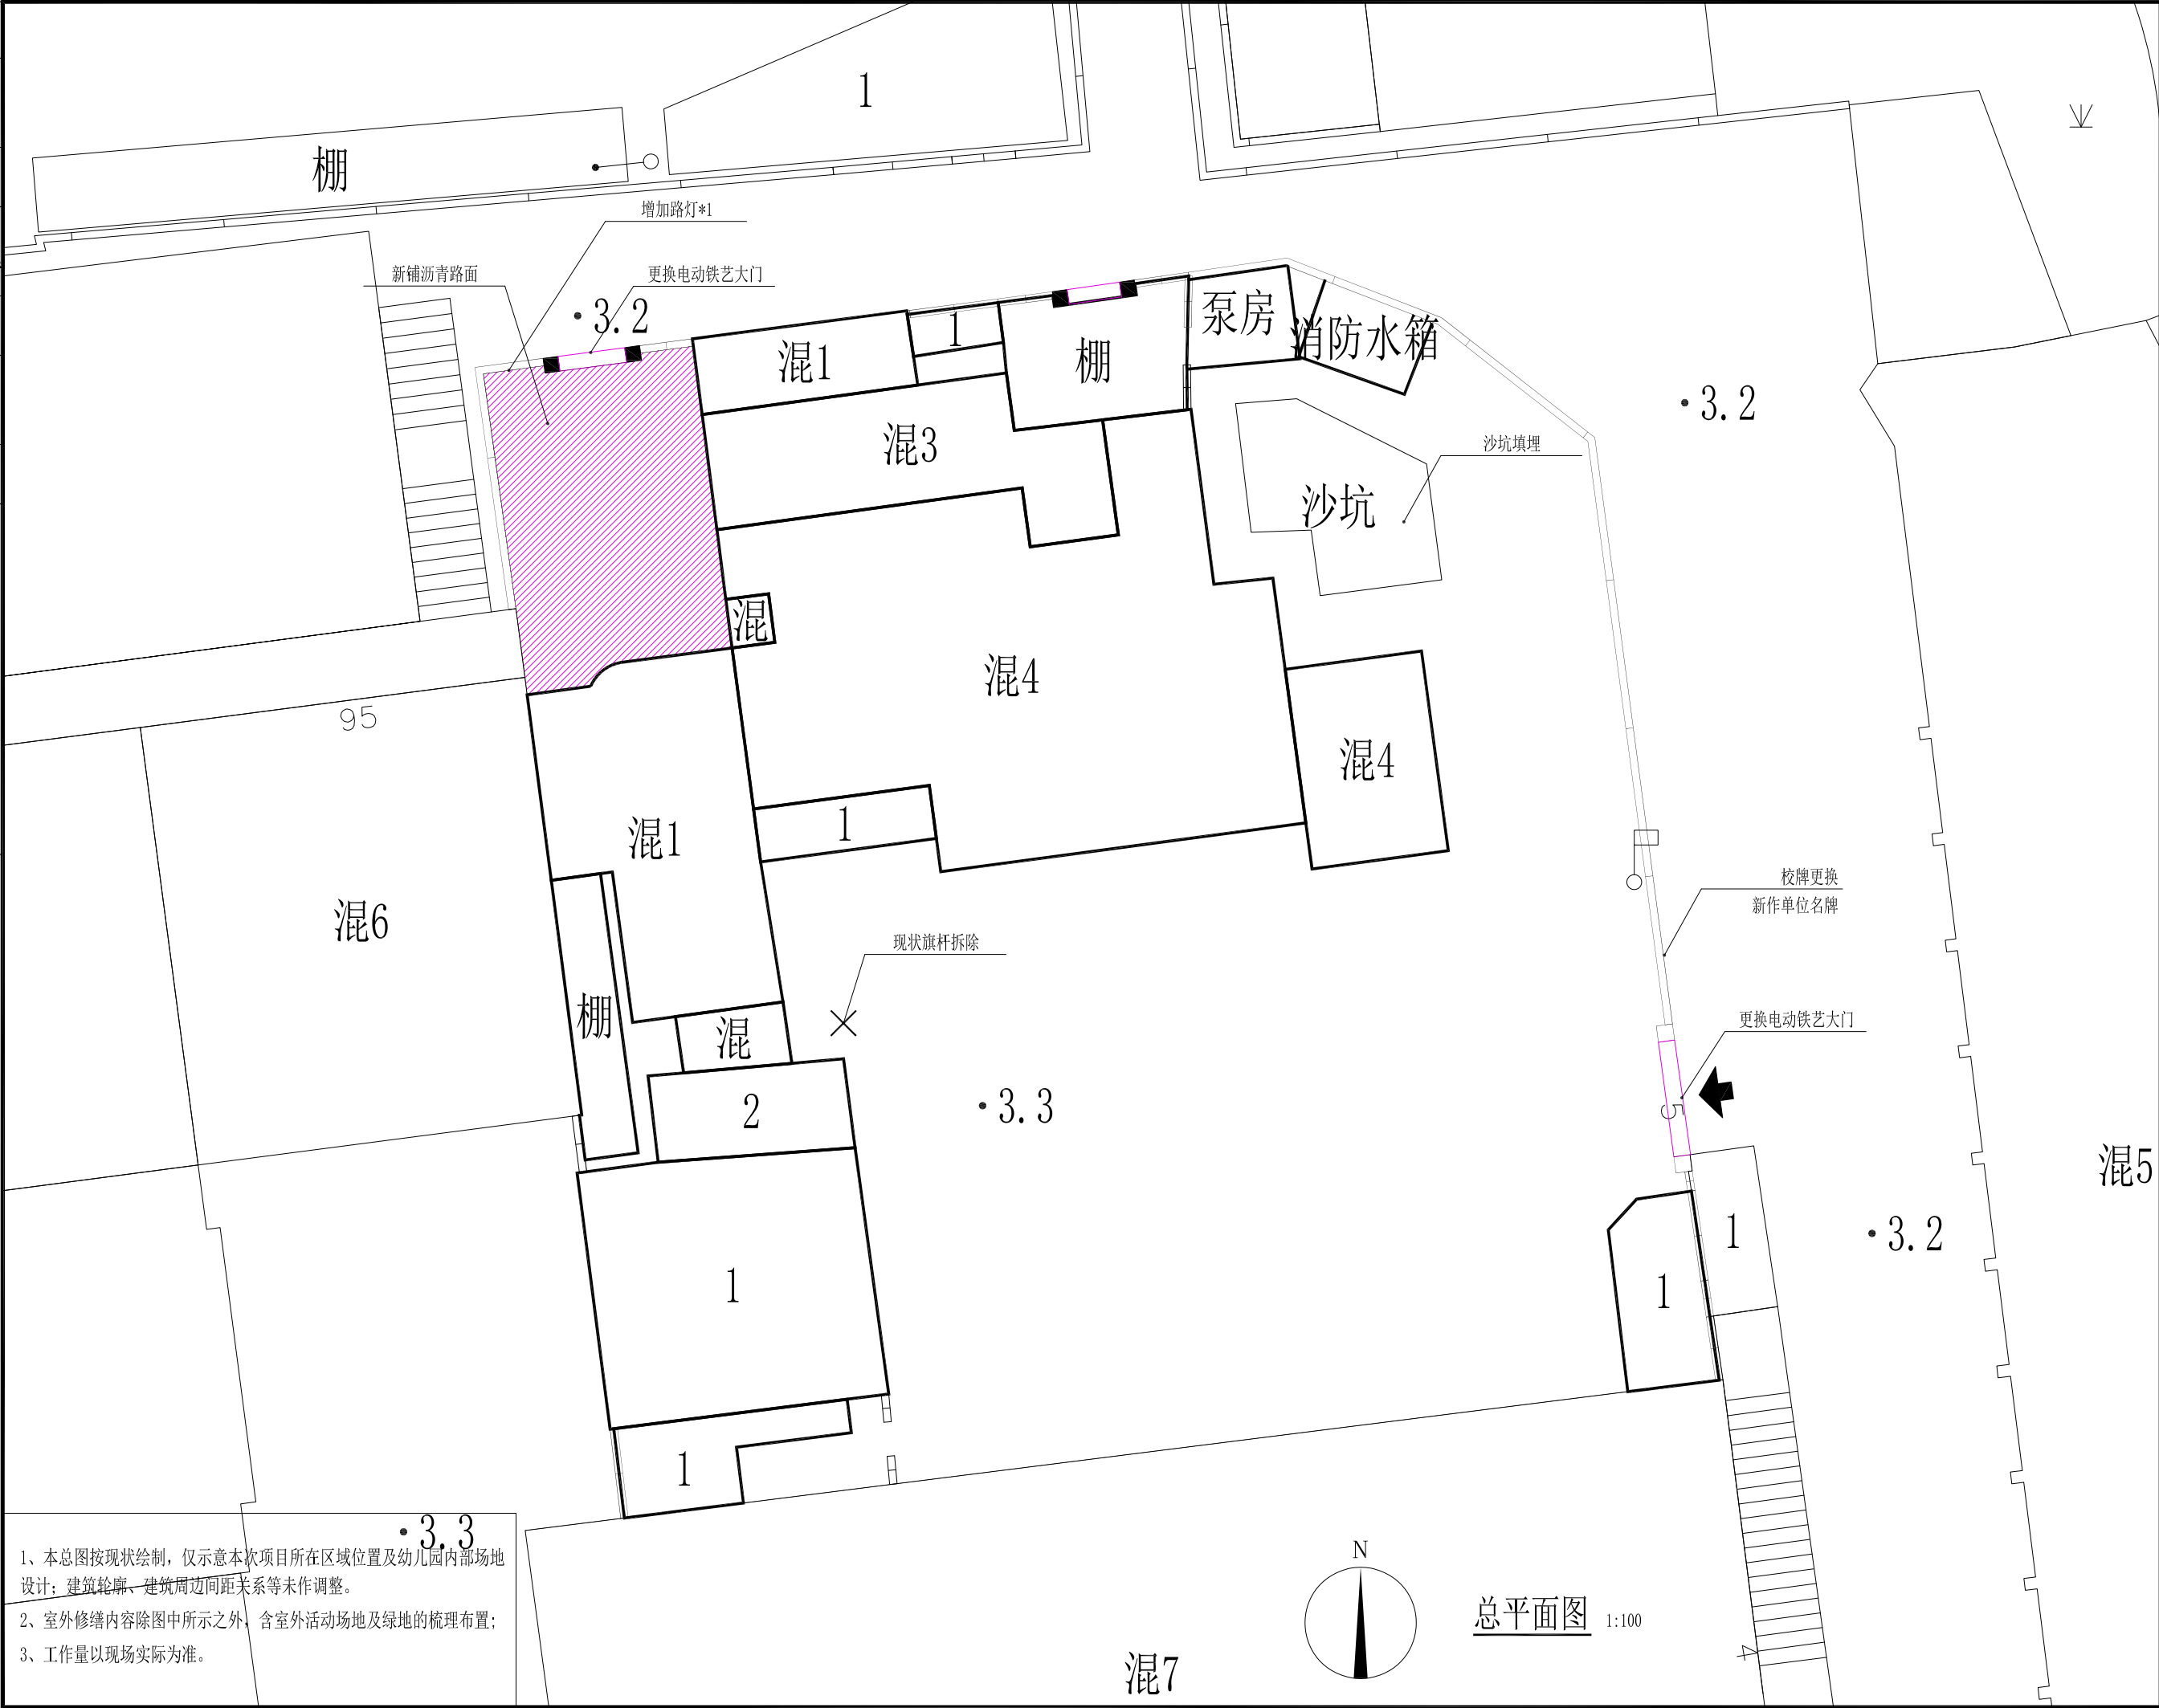 1
棚
增加路灯*1
新铺沥青路面
更换电动铁艺大门
3.2
泵房
消防水箱
1
混1
棚
3.2
混3
沙坑填埋
沙坑
混
混4
95
混4
1
混1
校牌更换
新作单位名牌
混6
现状旗杆拆除
棚
混
更换电动铁艺大门
2
3.3
5
混5
1
3.2
1
1
1
3.3
1、本总图按现状绘制，仅示意本次项目所在区域位置及幼儿园内部场地
设计；建筑轮廓、建筑周边间距关系等未作调整。
2、室外修缮内容除图中所示之外，含室外活动场地及绿地的梳理布置；
3、工作量以现场实际为准。
N
总平面图 1:100
4
混7